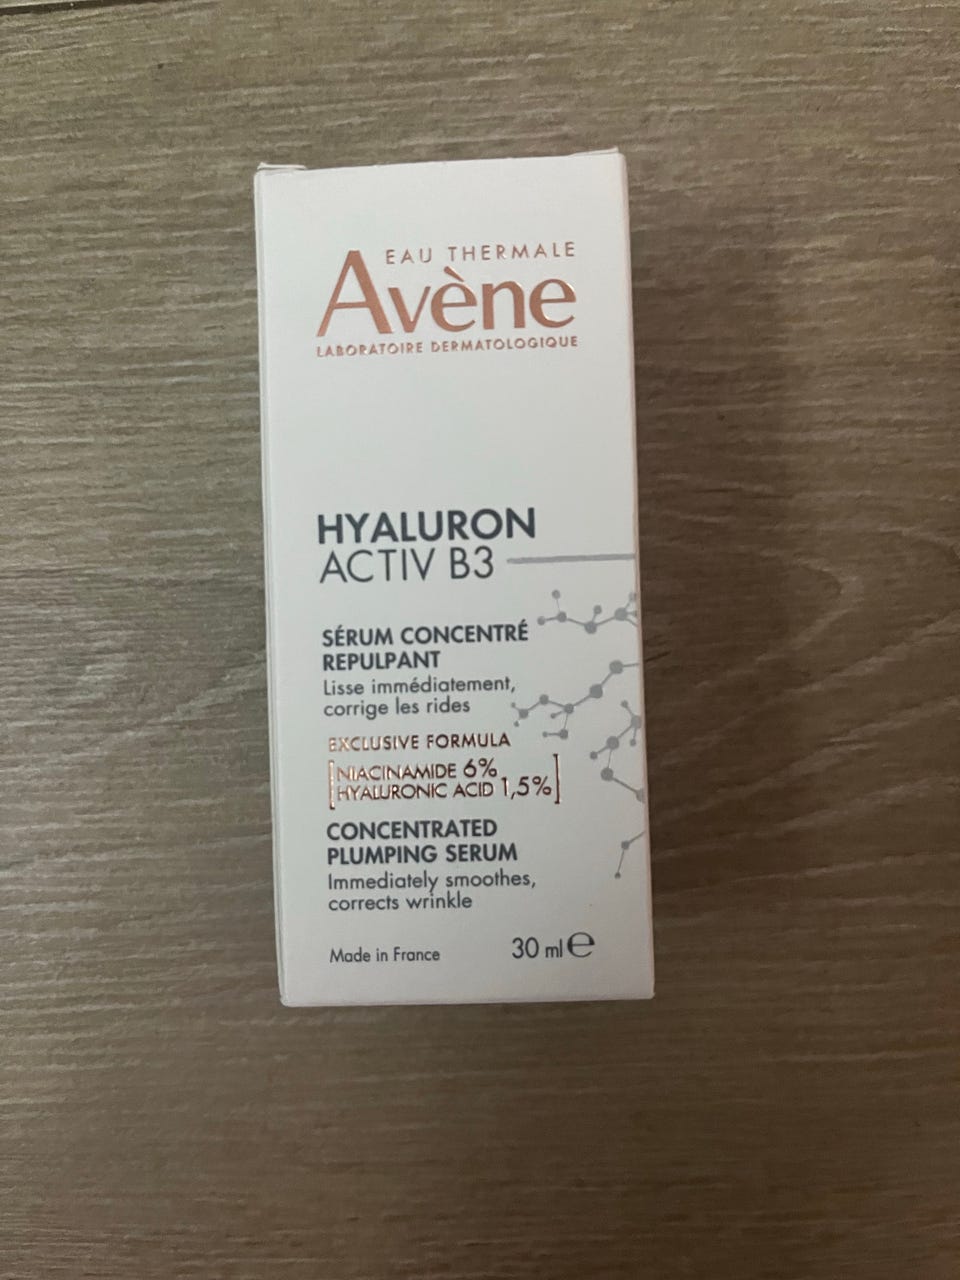 EAU THERMALE
Avène
LABORATOIRE DERMATOLOGIQUE
HYALURON
ACTIV B3
SÉRUM CONCENTRÉ
REPULPANT
Lisse immédiatement,
corrige les rides
EXCLUSIVE FORMULA
[NIACINAMIDE 6%
HYALURONIC ACID 1,5%]
CONCENTRATED
PLUMPING SERUM
Immediately smoothes,
corrects wrinkle
Made in France
30 ml ℮